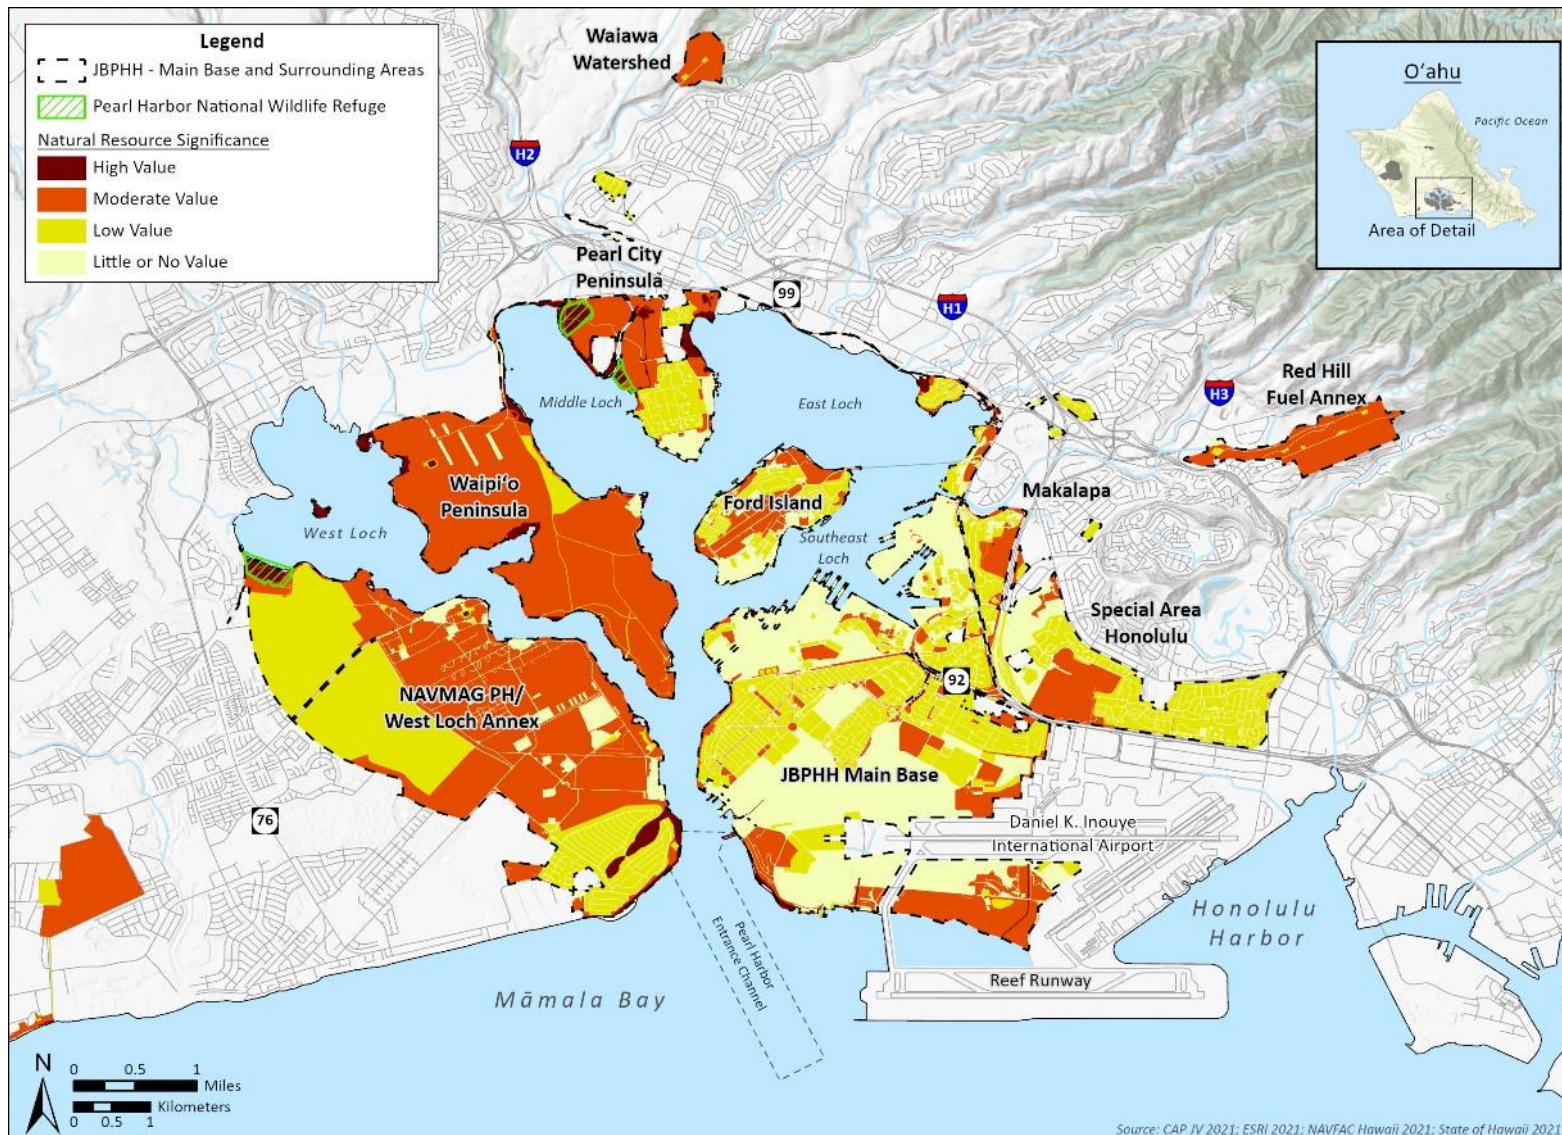 Legend
JBPHH - Main Base and Surrounding Areas
Pearl Harbor National Wildlife Refuge
Natural Resource Significance
High Value
Moderate Value
Low Value
Little or No Value
Waiawa
Watershed
H2
Oʻahu
Pacific Ocean
Area of Detail
Pearl City
Peninsula
99
H1
H3
Red Hill
Fuel Annex
Middle Loch
East Loch
Waipiʻo
Peninsula
Ford Island
Makalapa
West Loch
Southeast
Loch
Special Area
Honolulu
92
NAVMAG PH/
West Loch Annex
JBPHH Main Base
76
Daniel K. Inouye
International Airport
Honolulu
Harbor
Pearl Harbor
Entrance Channel
Reef Runway
Māmala Bay
N
0 0.5 1
Miles
Kilometers
0 0.5 1
Source: CAP JV 2021; ESRI 2021; NAVFAC Hawaii 2021; State of Hawaii 2021